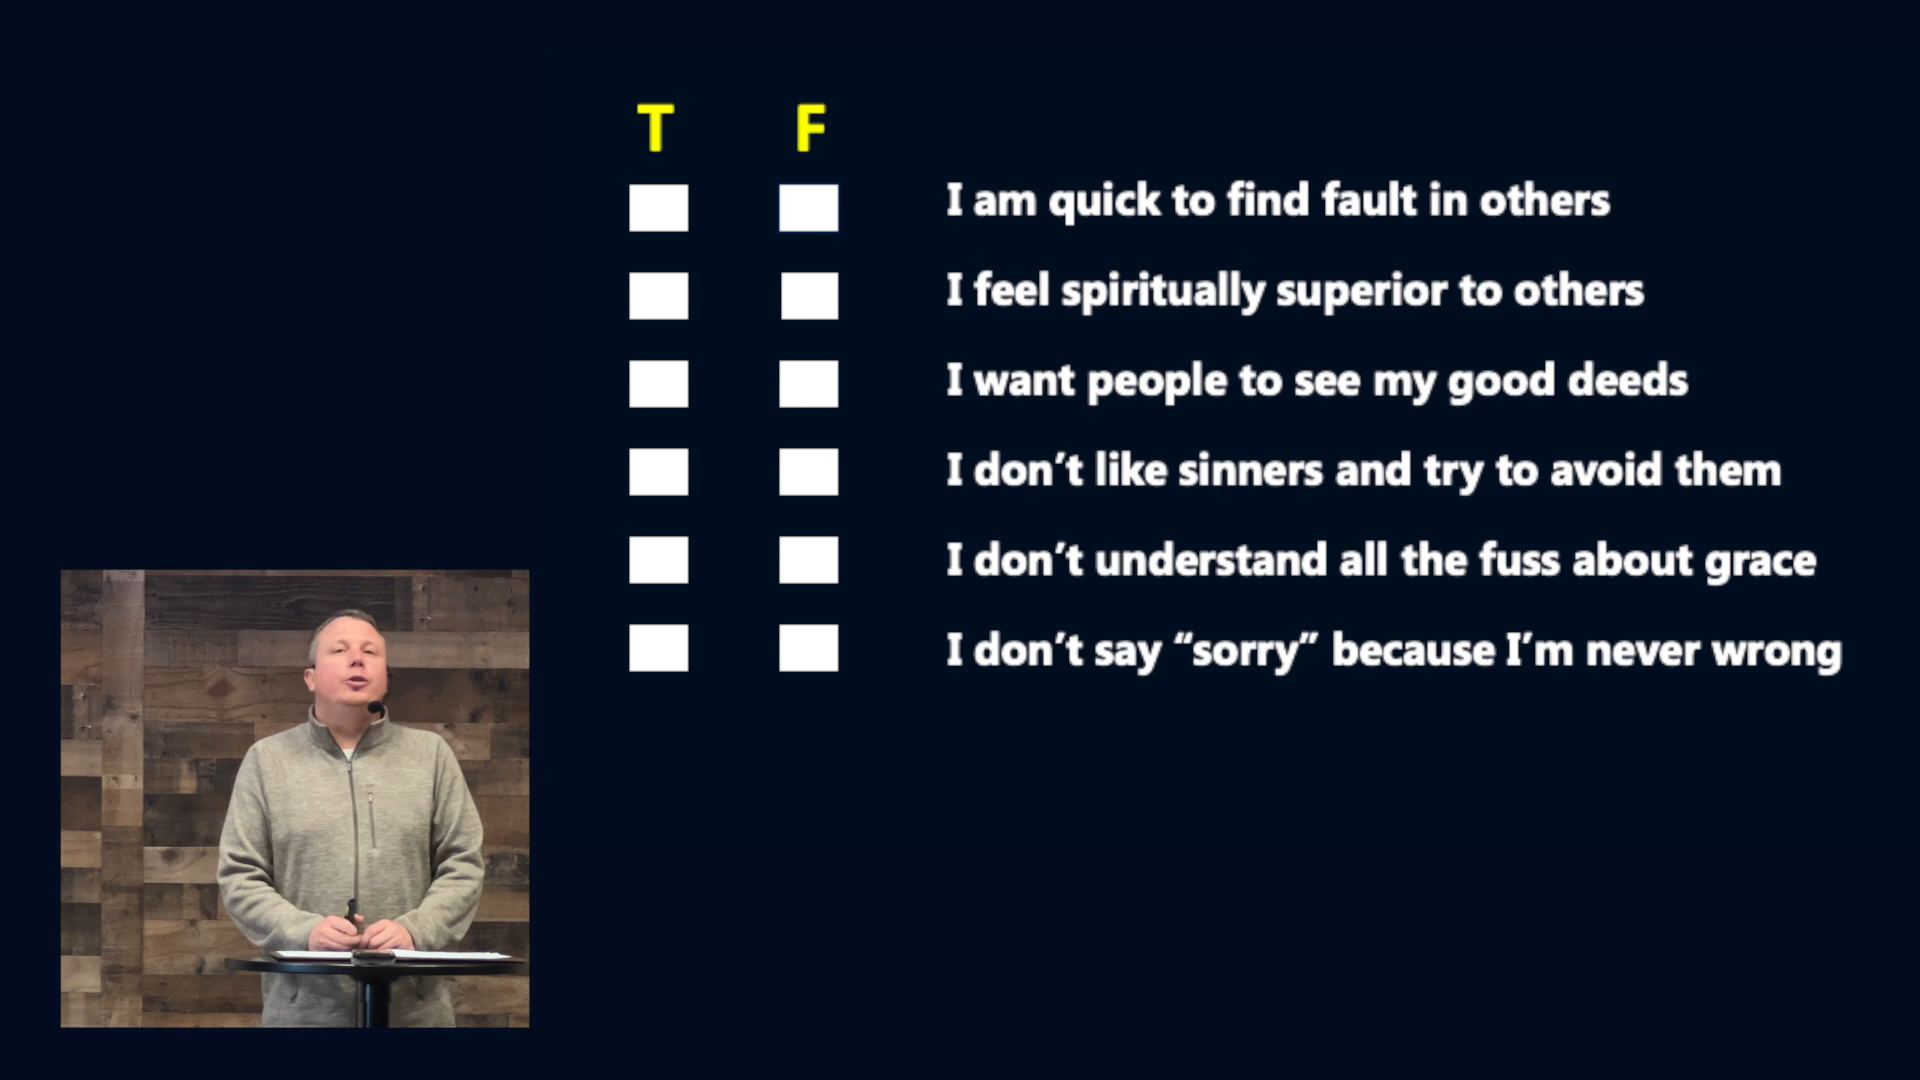 T F
I am quick to find fault in others
I feel spiritually superior to others
I want people to see my good deeds
I don’t like sinners and try to avoid them
I don’t understand all the fuss about grace
I don’t say “sorry” because I’m never wrong